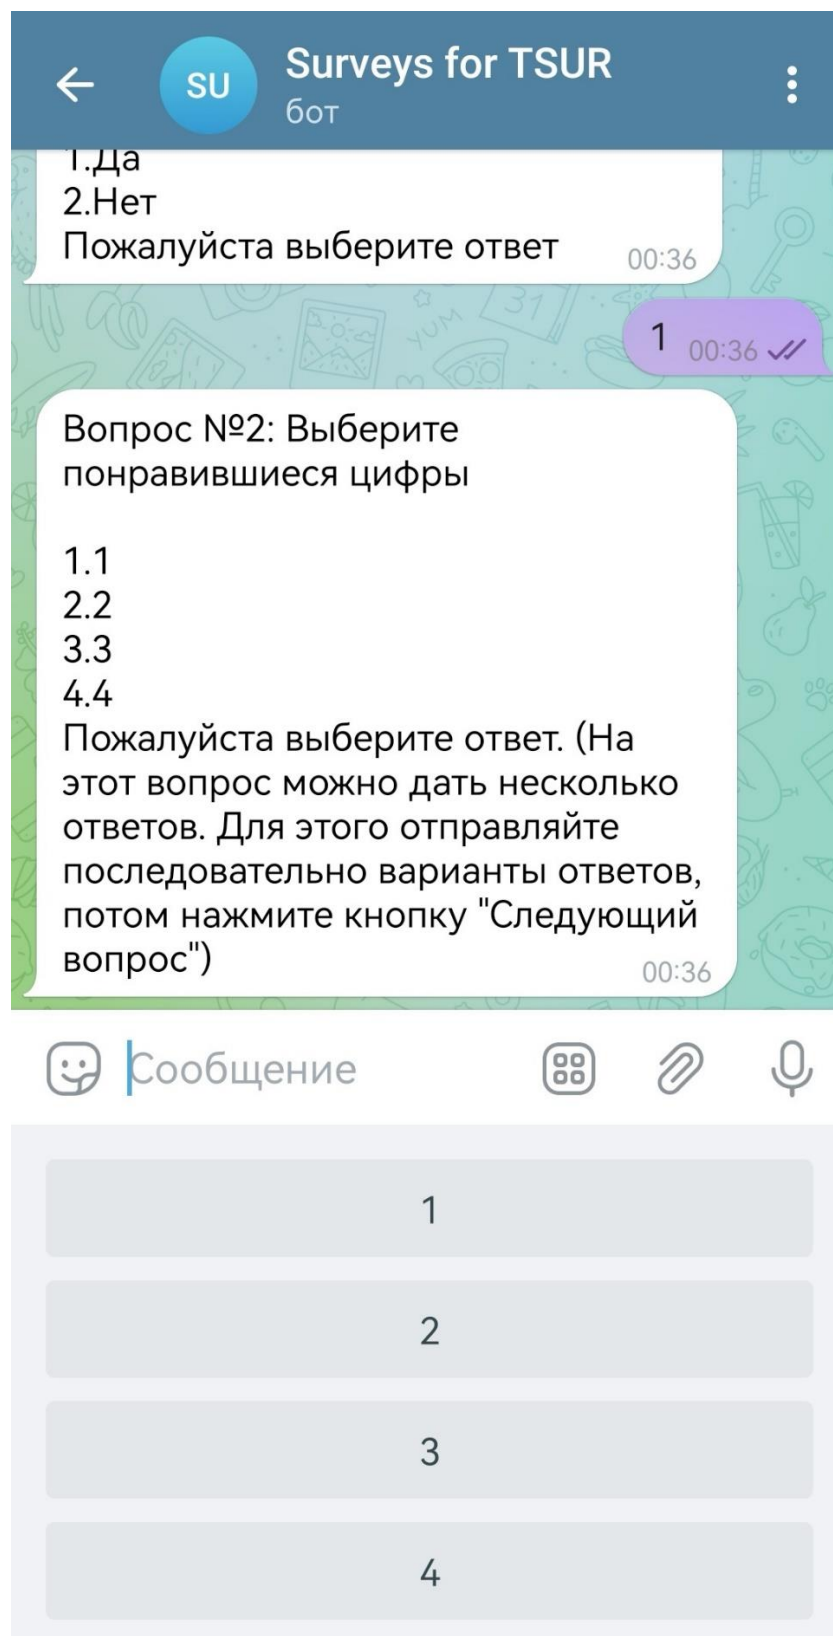 SU
Surveys for TSUR
бот
1.Да
2.Нет
Пожалуйста выберите ответ
00:36
1
00:36
Вопрос №2: Выберите
понравившиеся цифры
1.1
2.2
3.3
4.4
Пожалуйста выберите ответ. (На
этот вопрос можно дать несколько
ответов. Для этого отправляйте
последовательно варианты ответов,
потом нажмите кнопку "Следующий
вопрос")
00:36
Сообщение
1
2
3
4
YUM
31